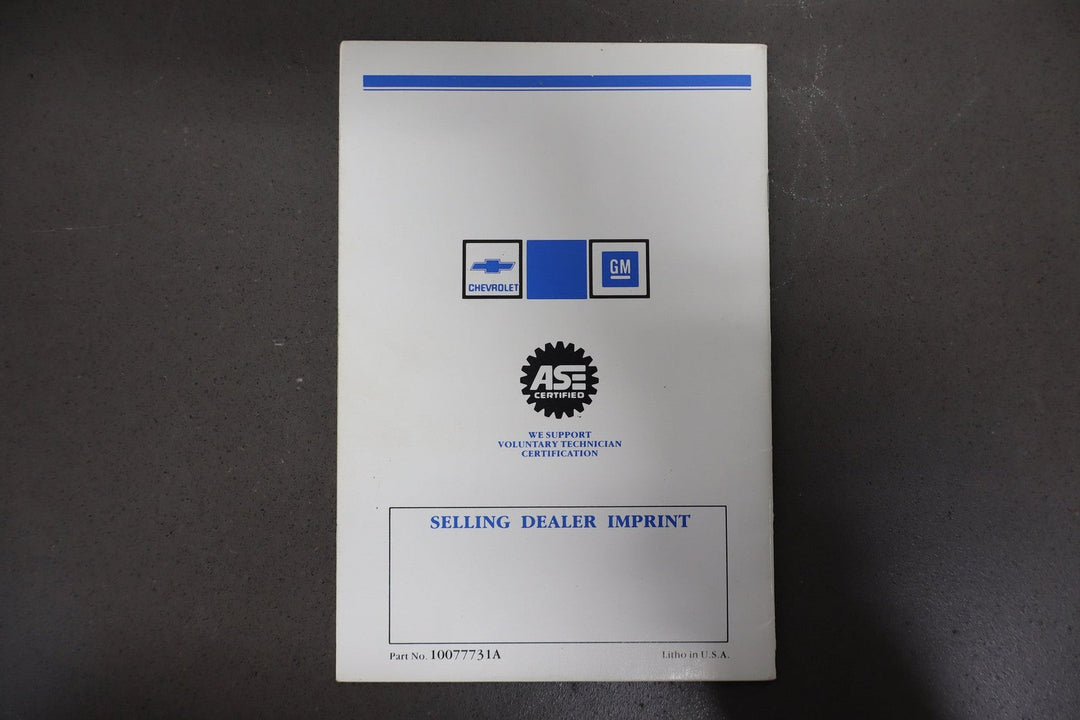 CHEVROLET
GM
ASE
CERTIFIED
WE SUPPORT
VOLUNTARY TECHNICIAN
CERTIFICATION
SELLING DEALER IMPRINT
Part No. 10077731A
Litho in U.S.A.